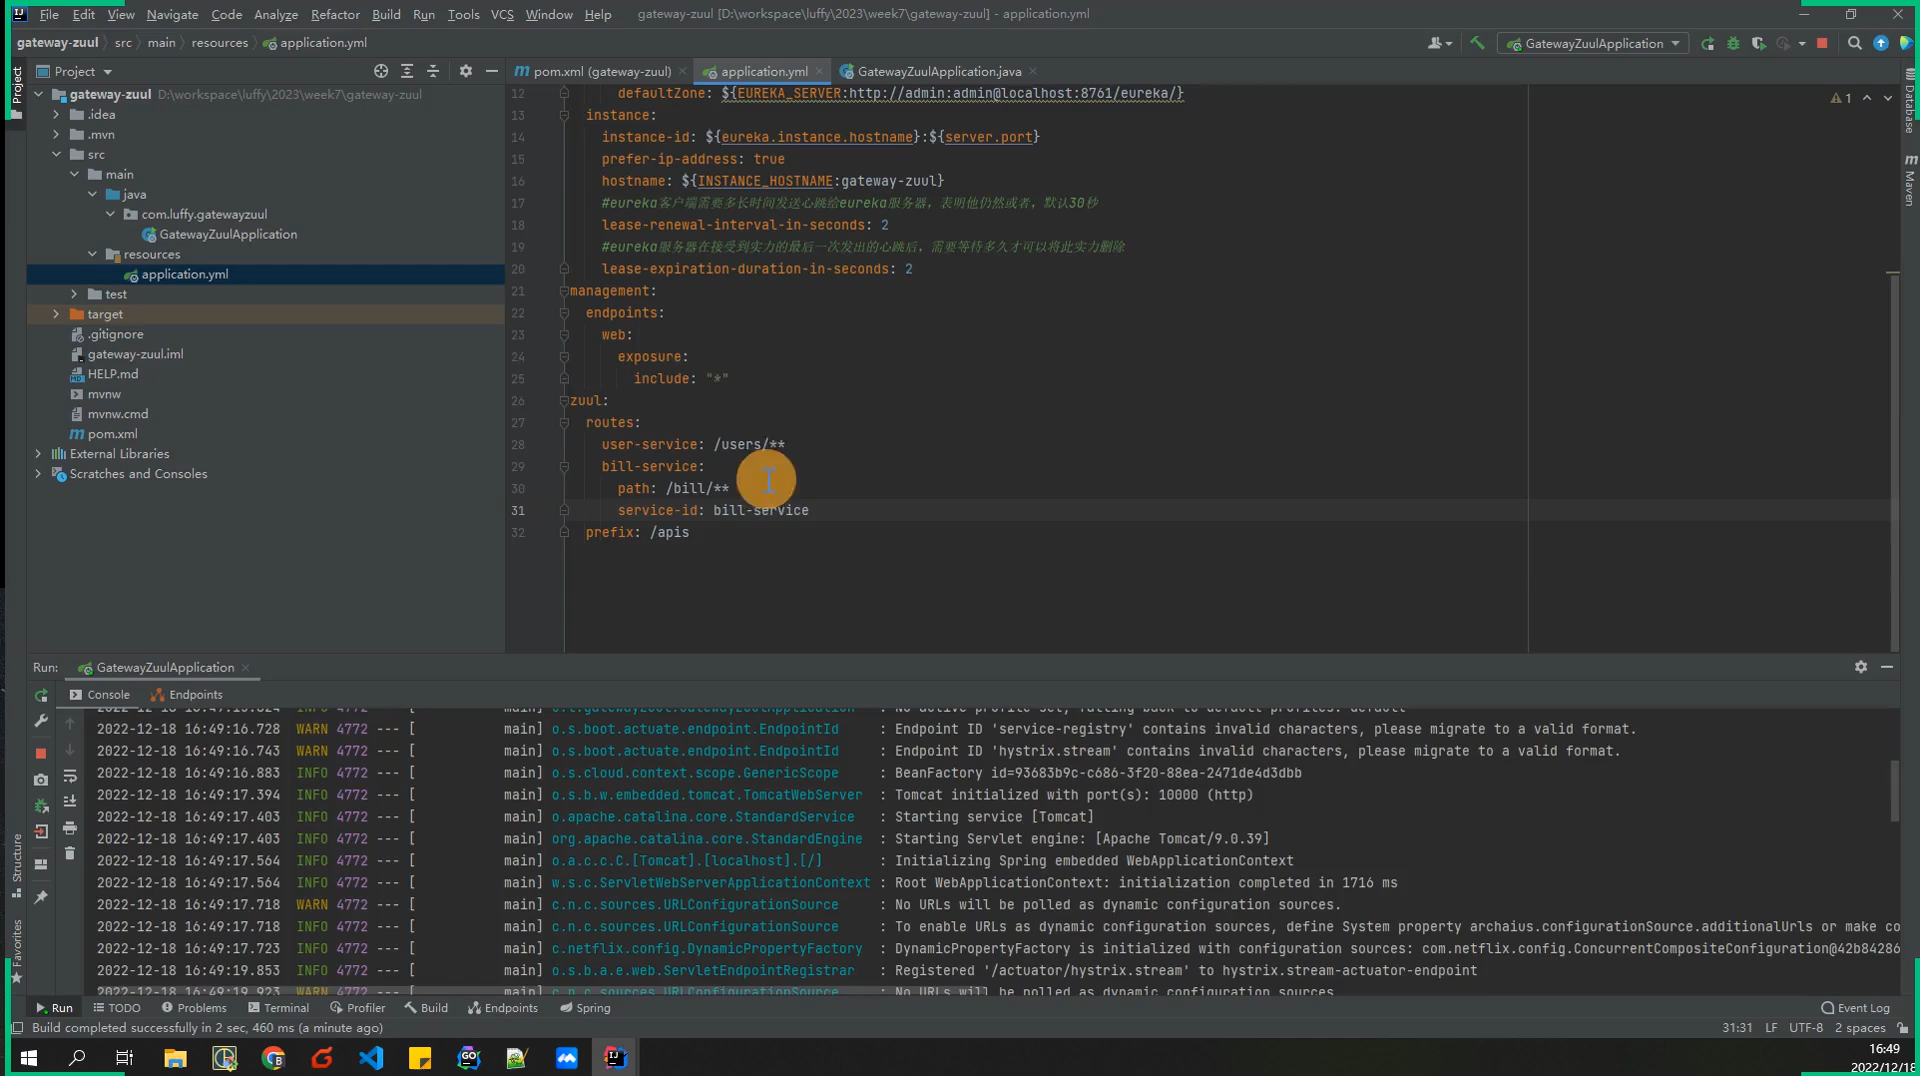 File Edit View Navigate Code Analyze Refactor Build Run Tools VCS Window Help gateway-zuul [D:\workspace\luffy\2023\week7\gateway-zuul] - application.yml
gateway-zuul src main resources application.yml
GatewayZuulApplication
Project
pom.xml (gateway-zuul) application.yml GatewayZuulApplication.java
gateway-zuul D:\workspace\luffy\2023\week7\gateway-zuul
.idea
.mvn
src
main
java
com.luffy.gatewayzuul
GatewayZuulApplication
resources
application.yml
test
target
.gitignore
gateway-zuul.iml
HELP.md
mvnw
mvnw.cmd
pom.xml
External Libraries
Scratches and Consoles
12 defaultZone: ${EUREKA_SERVER:http://admin:admin@localhost:8761/eureka/}
13 instance:
14 instance-id: ${eureka.instance.hostname}:${server.port}
15 prefer-ip-address: true
16 hostname: ${INSTANCE_HOSTNAME:gateway-zuul}
17 #eureka客户端需要多长时间发送心跳给eureka服务器，表明他仍然或者，默认30秒
18 lease-renewal-interval-in-seconds: 2
19 #eureka服务器在接受到实力的最后一次发出的心跳后，需要等待多久才可以将此实力删除
20 lease-expiration-duration-in-seconds: 2
21 management:
22 endpoints:
23 web:
24 exposure:
25 include: "*"
26 zuul:
27 routes:
28 user-service: /users/**
29 bill-service:
30 path: /bill/**
31 service-id: bill-service
32 prefix: /apis
1
Project
Structure
Favorites
Database
Maven
Run: GatewayZuulApplication
Console Endpoints
2022-12-18 16:49:16.728 WARN 4772 --- [ main] o.s.boot.actuate.endpoint.EndpointId : Endpoint ID 'service-registry' contains invalid characters, please migrate to a valid format.
2022-12-18 16:49:16.743 WARN 4772 --- [ main] o.s.boot.actuate.endpoint.EndpointId : Endpoint ID 'hystrix.stream' contains invalid characters, please migrate to a valid format.
2022-12-18 16:49:16.883 INFO 4772 --- [ main] o.s.cloud.context.scope.GenericScope : BeanFactory id=93683b9c-c686-3f20-88ea-2471de4d3dbb
2022-12-18 16:49:17.394 INFO 4772 --- [ main] o.s.b.w.embedded.tomcat.TomcatWebServer : Tomcat initialized with port(s): 10000 (http)
2022-12-18 16:49:17.403 INFO 4772 --- [ main] o.apache.catalina.core.StandardService : Starting service [Tomcat]
2022-12-18 16:49:17.403 INFO 4772 --- [ main] org.apache.catalina.core.StandardEngine : Starting Servlet engine: [Apache Tomcat/9.0.39]
2022-12-18 16:49:17.564 INFO 4772 --- [ main] o.a.c.c.C.[Tomcat].[localhost].[/] : Initializing Spring embedded WebApplicationContext
2022-12-18 16:49:17.564 INFO 4772 --- [ main] w.s.c.ServletWebServerApplicationContext : Root WebApplicationContext: initialization completed in 1716 ms
2022-12-18 16:49:17.718 WARN 4772 --- [ main] c.n.c.sources.URLConfigurationSource : No URLs will be polled as dynamic configuration sources.
2022-12-18 16:49:17.718 INFO 4772 --- [ main] c.n.c.sources.URLConfigurationSource : To enable URLs as dynamic configuration sources, define System property archaius.configurationSource.additionalUrls or make co
2022-12-18 16:49:17.723 INFO 4772 --- [ main] c.netflix.config.DynamicPropertyFactory : DynamicPropertyFactory is initialized with configuration sources: com.netflix.config.ConcurrentCompositeConfiguration@42b84286
2022-12-18 16:49:19.853 INFO 4772 --- [ main] o.s.b.a.e.web.ServletEndpointRegistrar : Registered '/actuator/hystrix.stream' to hystrix.stream-actuator-endpoint
2022-12-18 16:49:19.923 WARN 4772 --- [ main] c.n.c.sources.URLConfigurationSource : No URLs will be polled as dynamic configuration sources.
Run TODO Problems Terminal Profiler Build Endpoints Spring Event Log
Build completed successfully in 2 sec, 460 ms (a minute ago) 31:31 LF UTF-8 2 spaces
16:49
2022/12/18